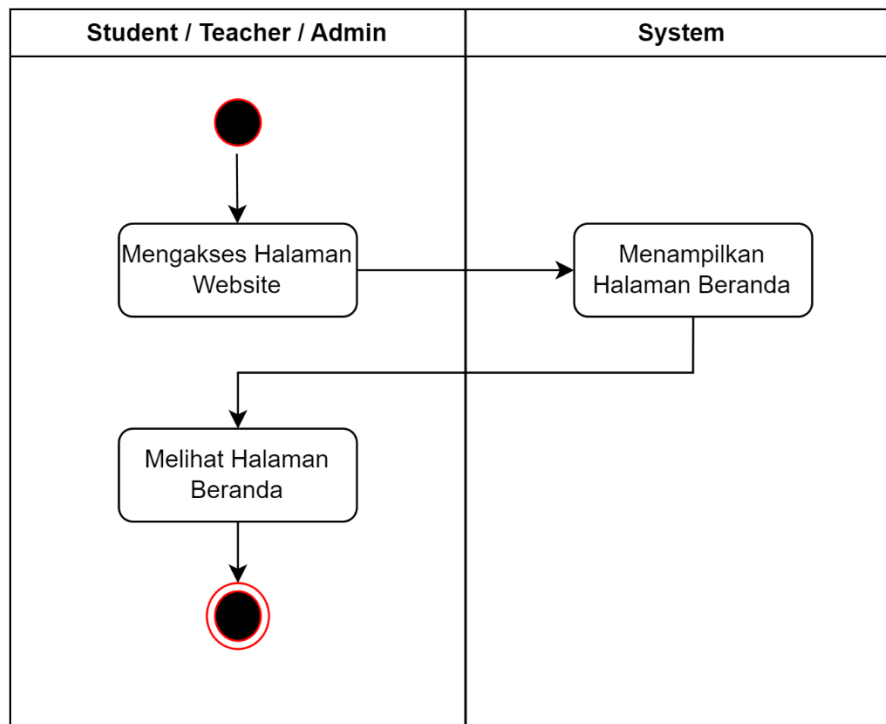 Student / Teacher / Admin
System
Mengakses Halaman
Website
Menampilkan
Halaman Beranda
Melihat Halaman
Beranda